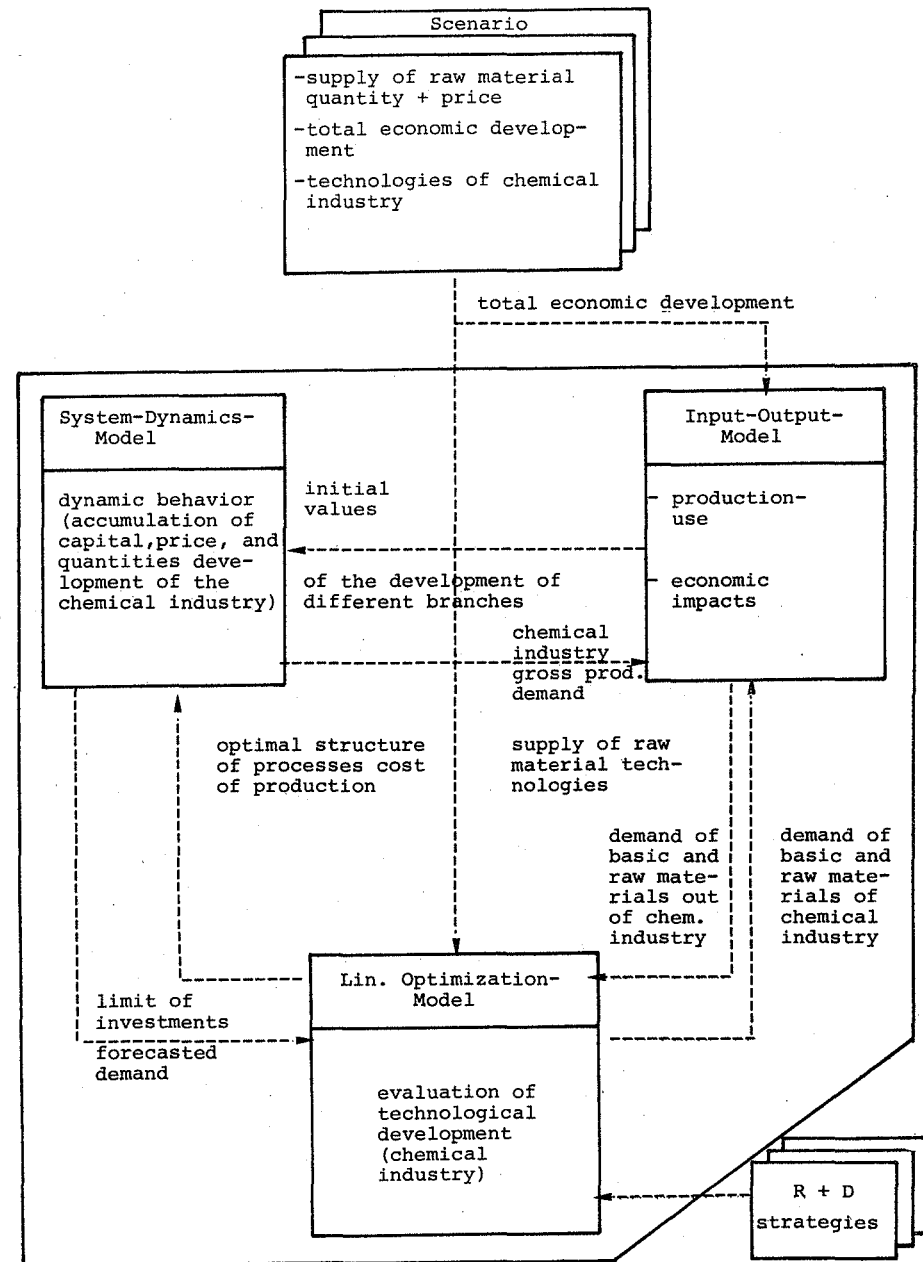 Scenario
-supply of raw material
quantity + price
-total economic develop-
ment
-technologies of chemical
industry
total economic development
System-Dynamics-
Model
dynamic behavior
(accumulation of
capital,price, and
quantities deve-
lopment of the
chemical industry)
initial
values
of the development of
different branches
Input-Output-
Model
- production-
use
- economic
impacts
chemical
industry
gross prod.
demand
optimal structure
of processes cost
of production
supply of raw
material tech-
nologies
demand of
basic and
raw mate-
rials out
of chem.
industry
demand of
basic and
raw mate-
rials of
chemical
industry
limit of
investments
forecasted
demand
Lin. Optimization-
Model
evaluation of
technological
development
(chemical
industry)
R + D
strategies